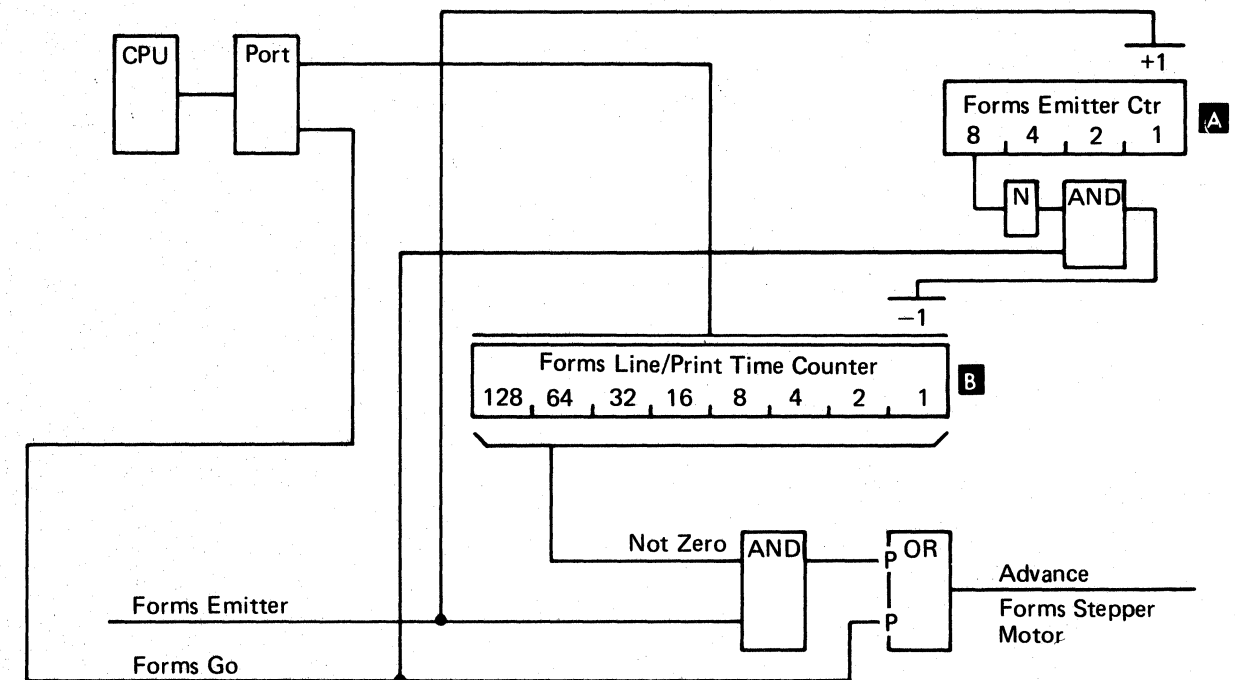 CPU
Port
+1
Forms Emitter Ctr
8 4 2 1
A
N
AND
−1
Forms Line/Print Time Counter
128 64 32 16 8 4 2 1
B
Not Zero
AND
P
OR
P
Advance
Forms Stepper
Motor
Forms Emitter
Forms Go